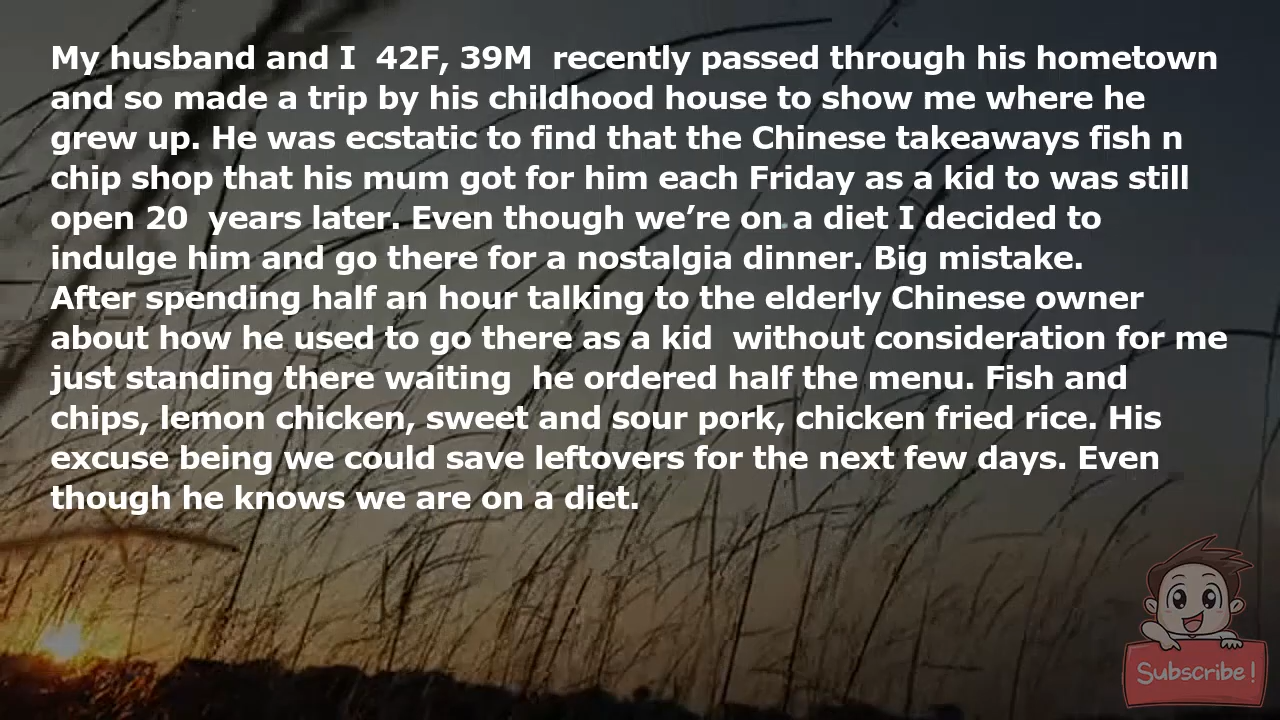 My husband and I  42F, 39M  recently passed through his hometown
and so made a trip by his childhood house to show me where he
grew up. He was ecstatic to find that the Chinese takeaways fish n
chip shop that his mum got for him each Friday as a kid to was still
open 20  years later. Even though we’re on a diet I decided to
indulge him and go there for a nostalgia dinner. Big mistake.
After spending half an hour talking to the elderly Chinese owner
about how he used to go there as a kid  without consideration for me
just standing there waiting  he ordered half the menu. Fish and
chips, lemon chicken, sweet and sour pork, chicken fried rice. His
excuse being we could save leftovers for the next few days. Even
though he knows we are on a diet.
Subscribe!